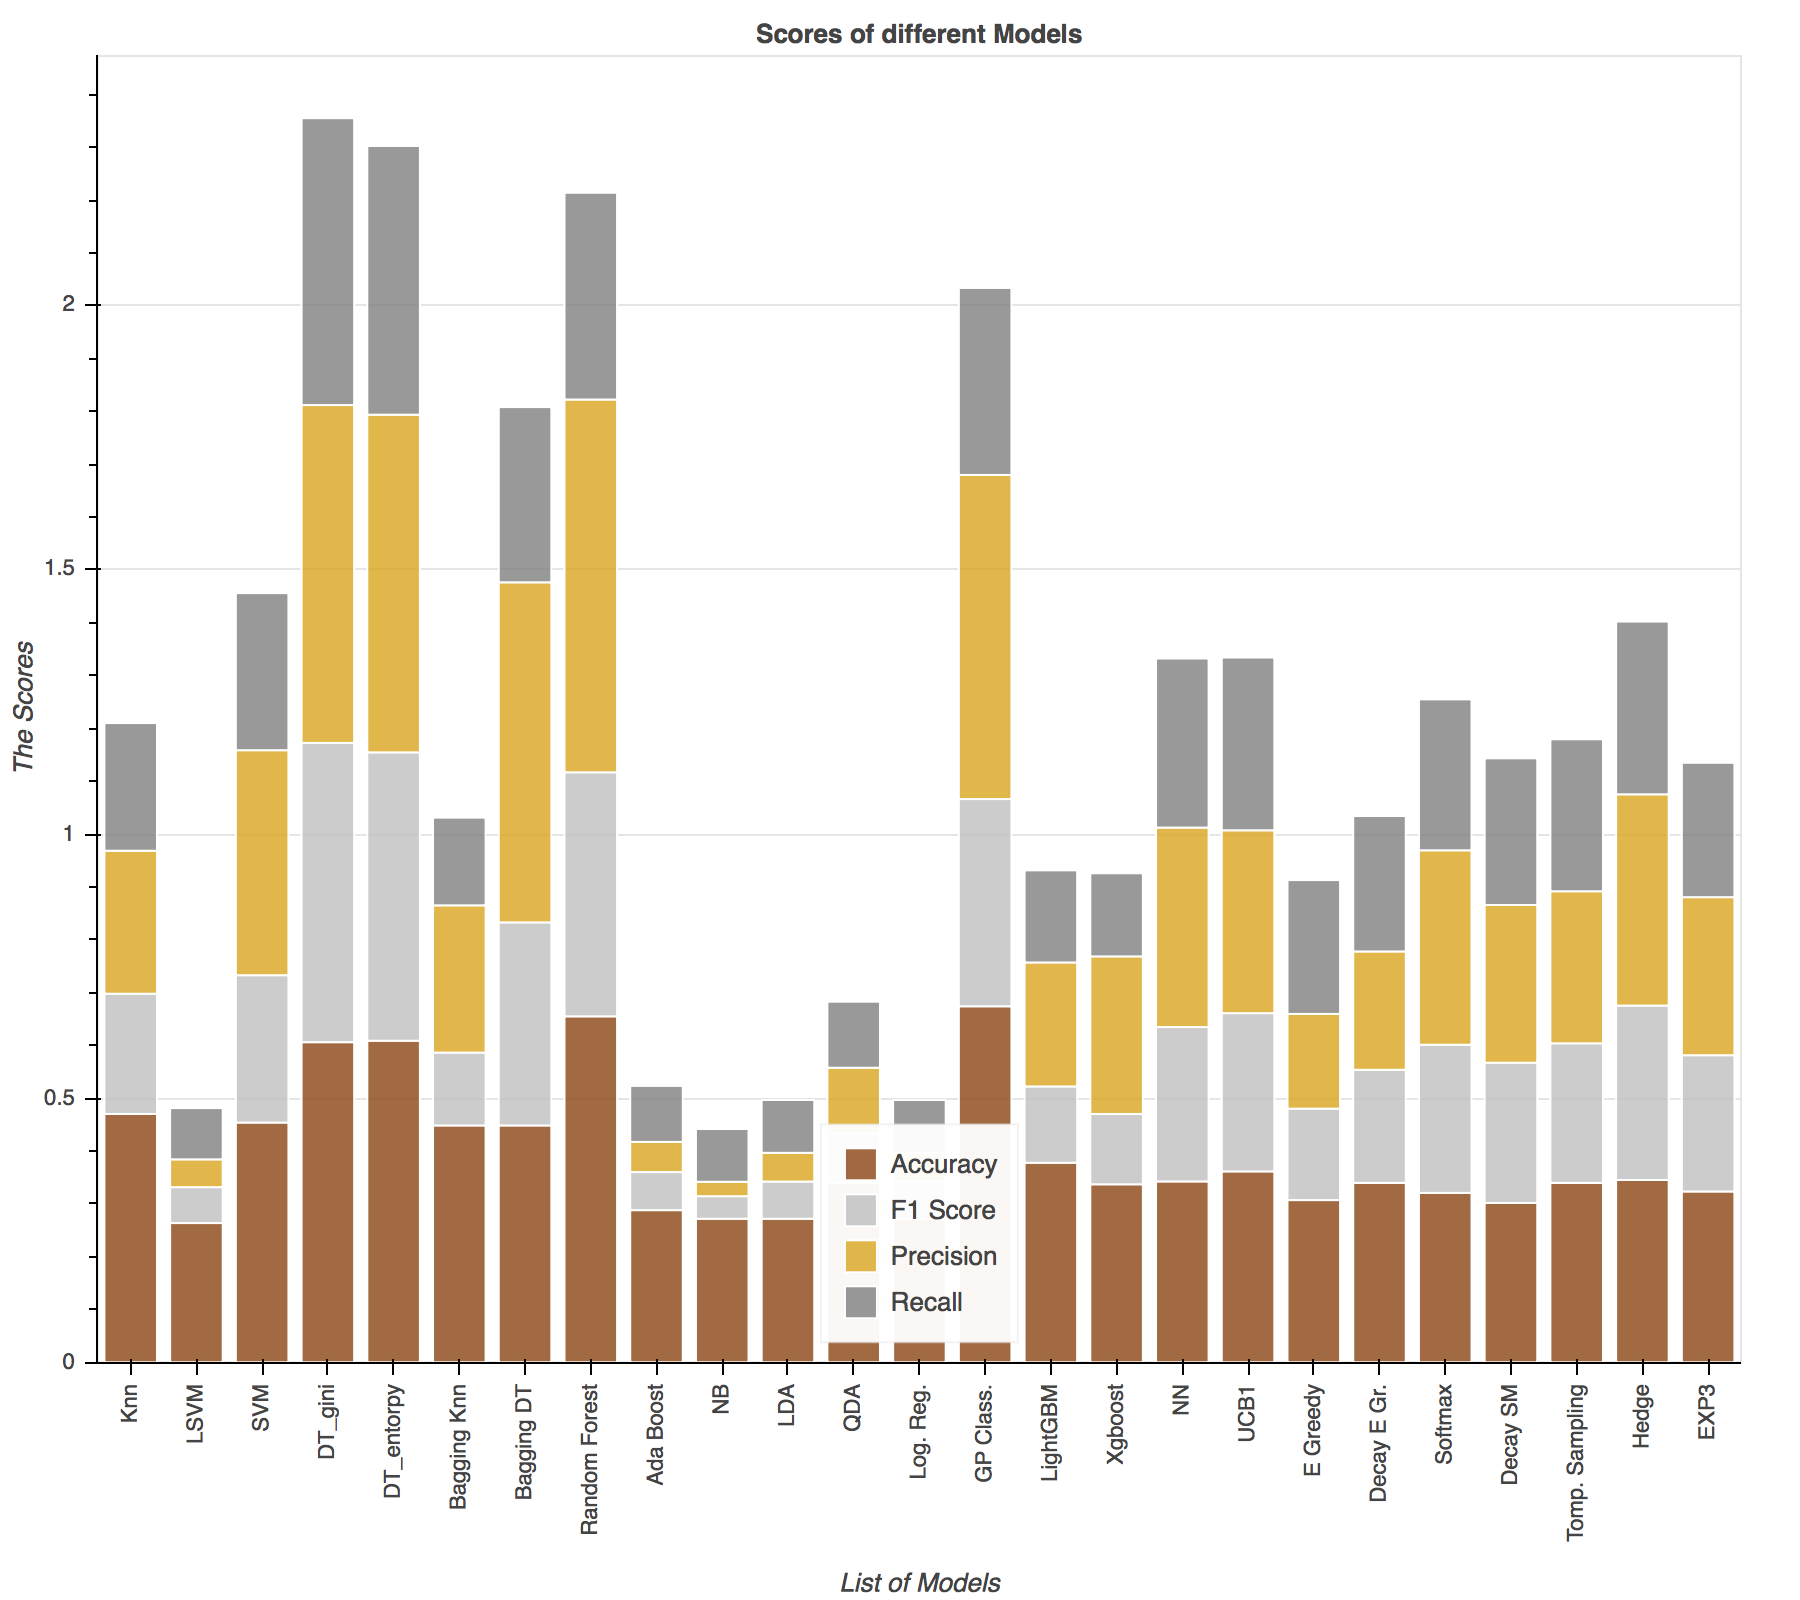 Scores of different Models
The Scores
2
1.5
1
0.5
0
Accuracy
F1 Score
Precision
Recall
Knn
LSVM
SVM
DT_gini
DT_entorpy
Bagging Knn
Bagging DT
Random Forest
Ada Boost
NB
LDA
QDA
Log. Reg.
GP Class.
LightGBM
Xgboost
NN
UCB1
E Greedy
Decay E Gr.
Softmax
Decay SM
Tomp. Sampling
Hedge
EXP3
List of Models